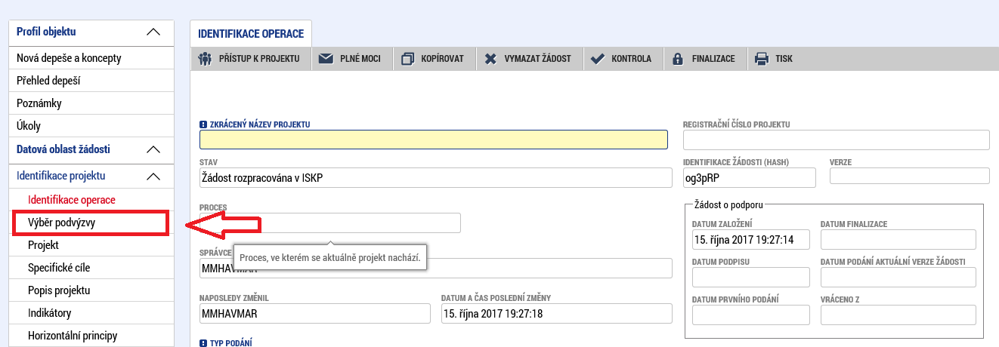 Profil objektu
Nová depeše a koncepty
Přehled depeší
Poznámky
Úkoly
Datová oblast žádosti
Identifikace projektu
Identifikace operace
Výběr podvýzvy
Projekt
Specifické cíle
Popis projektu
Indikátory
Horizontální principy
IDENTIFIKACE OPERACE
PŘÍSTUP K PROJEKTU PLNÉ MOCI KOPÍROVAT VYMAZAT ŽÁDOST KONTROLA FINALIZACE TISK
ZKRÁCENÝ NÁZEV PROJEKTU
STAV
Žádost rozpracována v ISKP
PROCES
Proces, ve kterém se aktuálně projekt nachází.
SPRÁVCE
MMHAVMAR
NAPOSLEDY ZMĚNIL DATUM A ČAS POSLEDNÍ ZMĚNY
MMHAVMAR 15. října 2017 19:27:18
TYP PODÁNÍ
REGISTRAČNÍ ČÍSLO PROJEKTU
IDENTIFIKACE ŽÁDOSTI (HASH) VERZE
og3pRP
Žádost o podporu
DATUM ZALOŽENÍ DATUM FINALIZACE
15. října 2017 19:27:14
DATUM PODPISU DATUM PODÁNÍ AKTUÁLNÍ VERZE ŽÁDOSTI
DATUM PRVNÍHO PODÁNÍ VRÁCENO Z